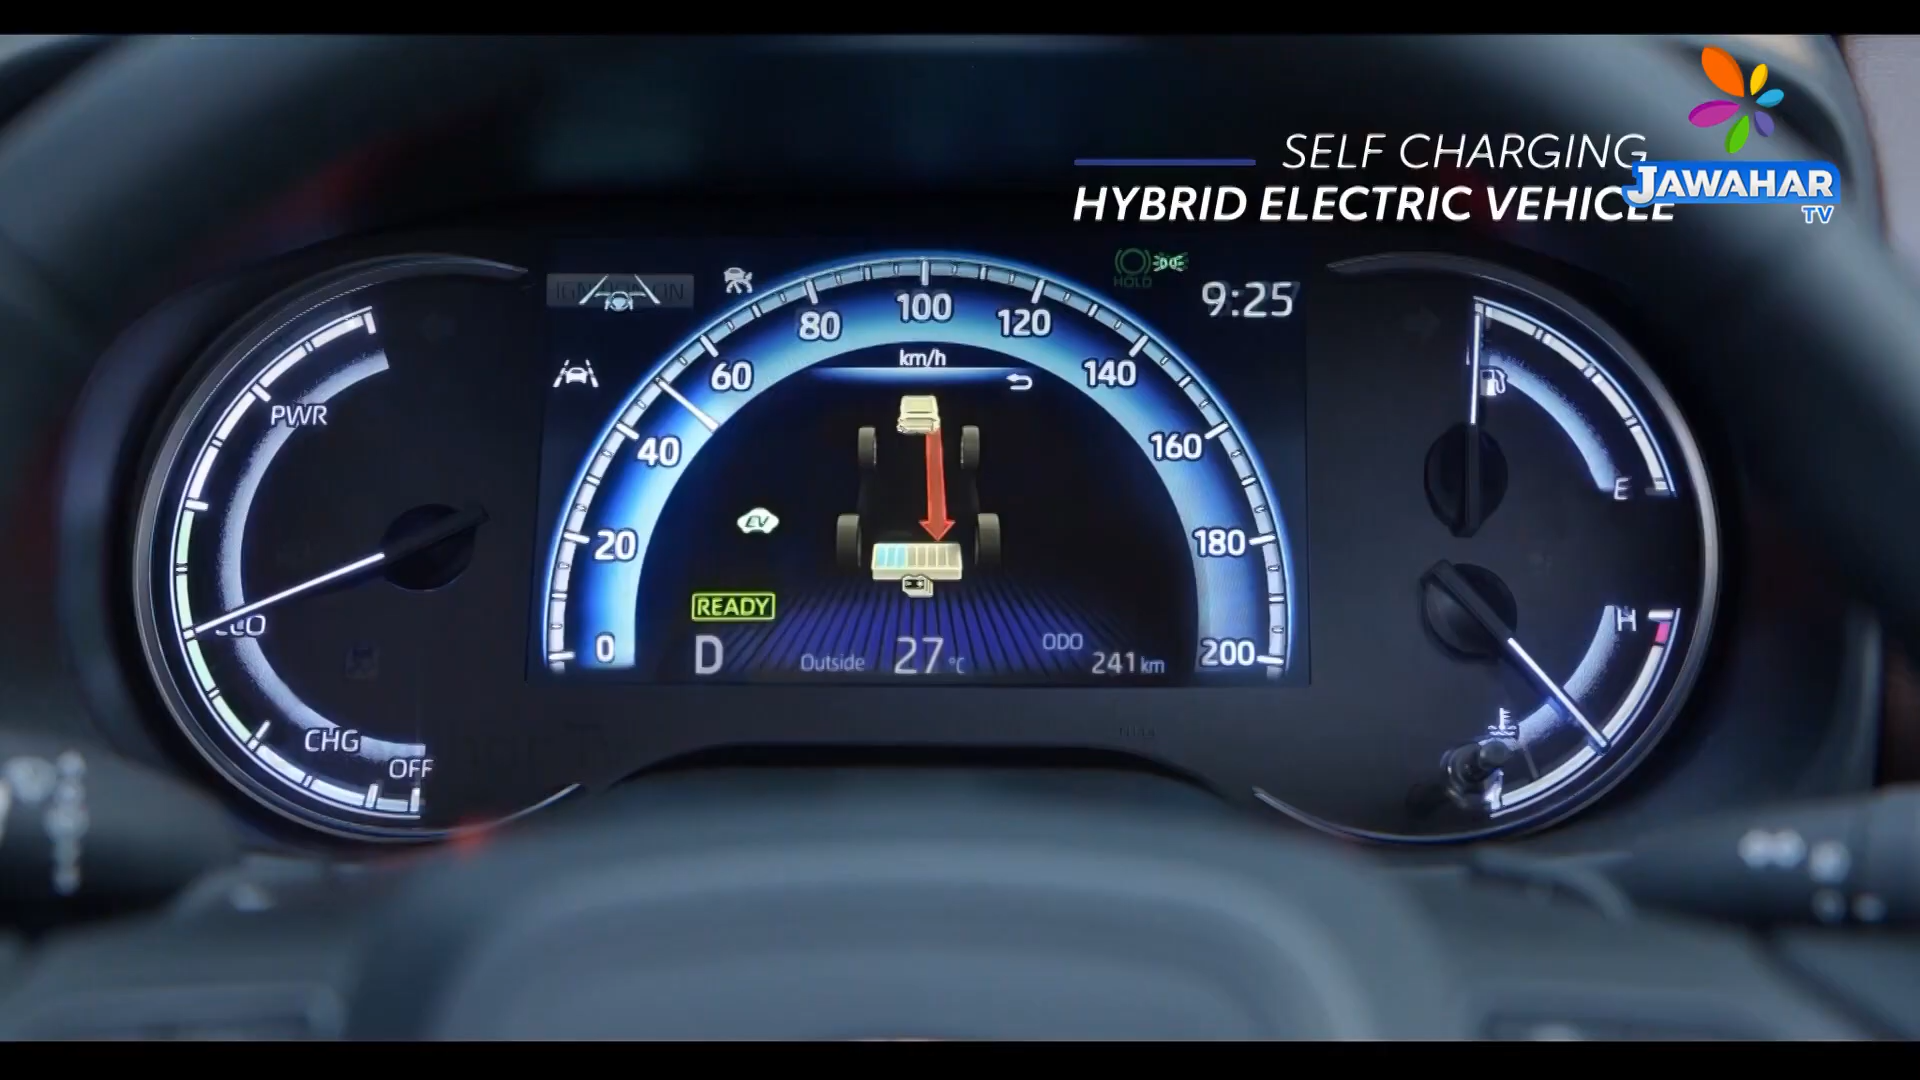 SELF CHARGING
HYBRID ELECTRIC VEHICLE
JAWAHAR
TV
HOLD
9:25
100
80
120
km/h
60
140
PWR
40
160
E
EV
20
180
READY
H
ECO
0
D
Outside 27 °C
ODO
241 km
200
CHG
OFF